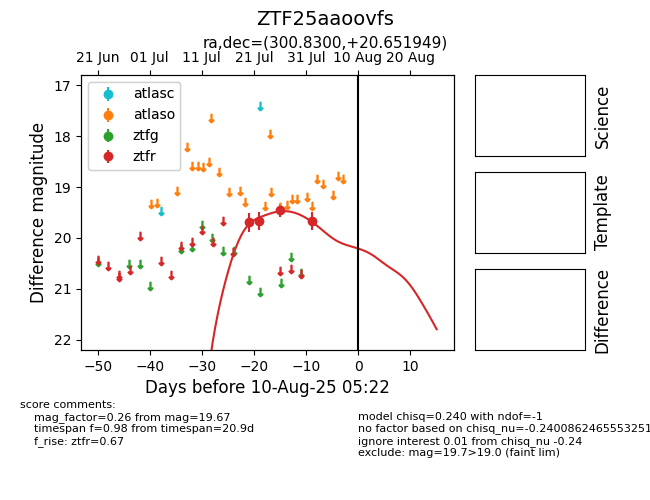 ZTF25aaoovfs
ra,dec=(300.8300,+20.651949)
21 Jun 01 Jul 11 Jul 21 Jul 31 Jul 10 Aug 20 Aug
17
18
19
20
21
22
Difference magnitude
atlasc
atlaso
ztfg
ztfr
−50 −40 −30 −20 −10 0 10
Days before 10-Aug-25 05:22
Science
Template
Difference
score comments:
mag_factor=0.26 from mag=19.67
timespan f=0.98 from timespan=20.9d
f_rise: ztfr=0.67
model chisq=0.240 with ndof=-1
no factor based on chisq_nu=-0.2400862465553251
ignore interest 0.01 from chisq_nu -0.24
exclude: mag=19.7>19.0 (faint lim)